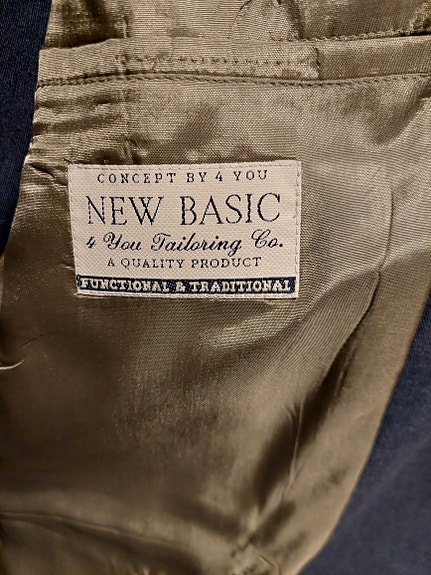 CONCEPT BY 4 YOU
NEW BASIC
4 You Tailoring Co.
A QUALITY PRODUCT
FUNCTIONAL & TRADITIONAL